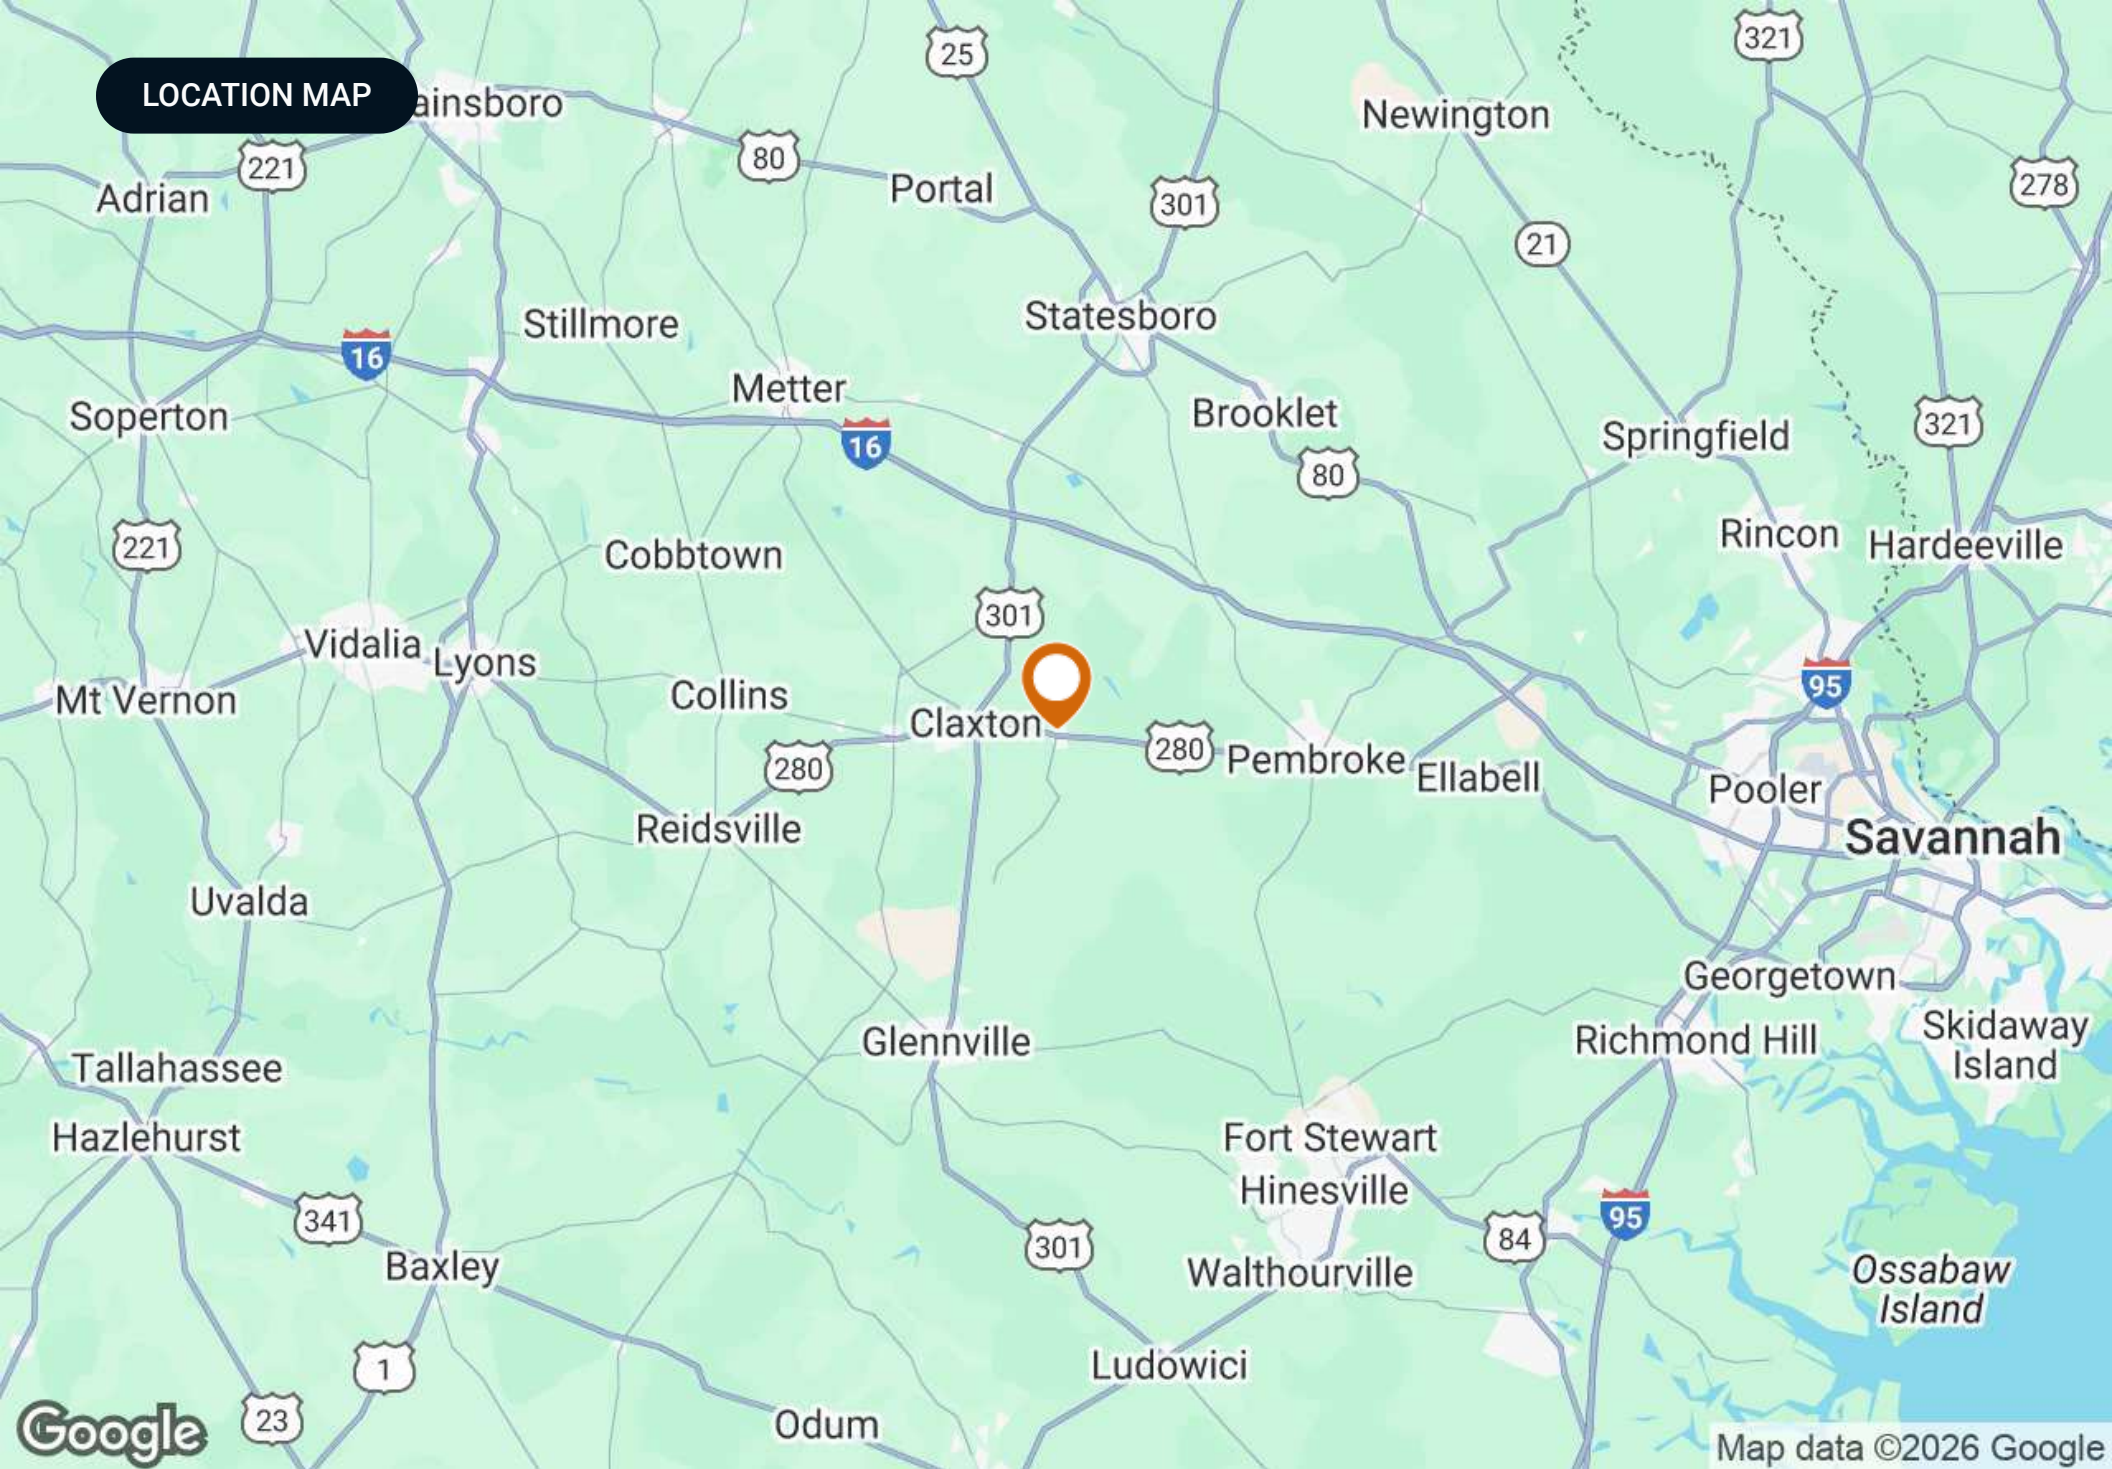 LOCATION MAP
ainsboro
25
321
Newington
80
221
Adrian
Portal
301
278
21
Stillmore
Statesboro
16
Metter
Soperton
16
Brooklet
321
Springfield
80
221
Cobbtown
Rincon
Hardeeville
301
Vidalia
Lyons
Mt Vernon
Collins
95
Claxton
280
280
Pembroke
Ellabell
Pooler
Reidsville
Savannah
Uvalda
Georgetown
Glennville
Richmond Hill
Skidaway
Island
Tallahassee
Hazlehurst
Fort Stewart
Hinesville
341
95
84
301
Baxley
Walthourville
Ossabaw
Island
1
Ludowici
23
Odum
Google
Map data ©2026 Google